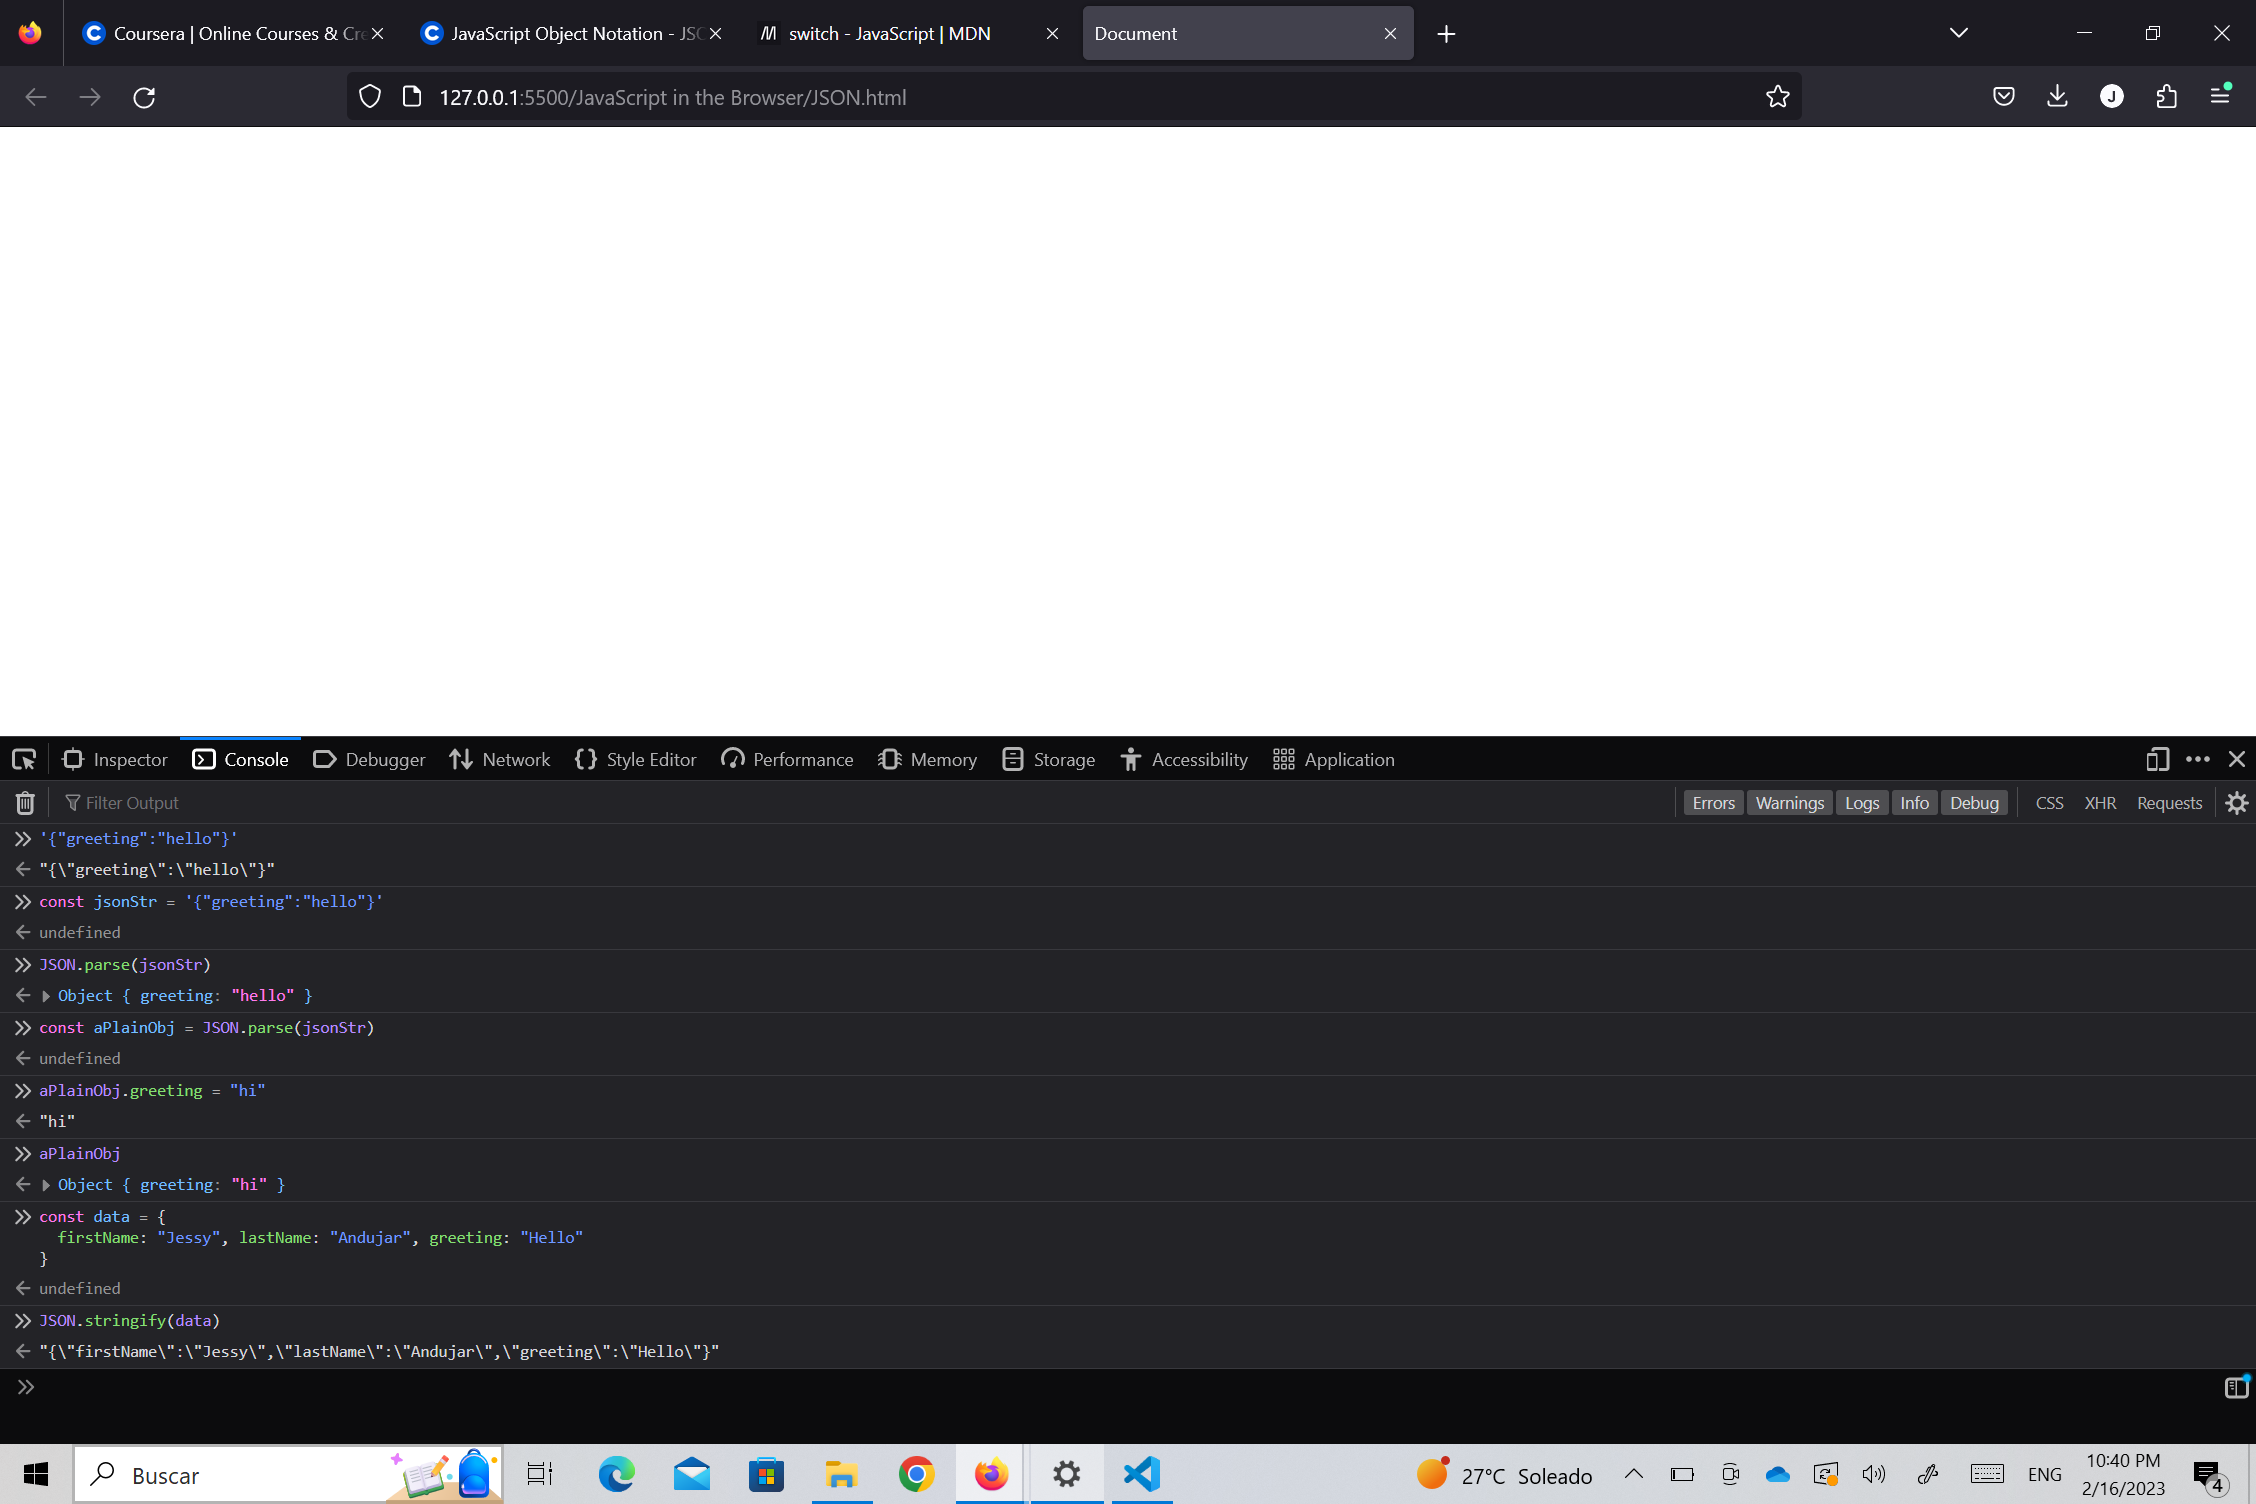 Coursera | Online Courses & Cre
JavaScript Object Notation - JSO
switch - JavaScript | MDN
Document
127.0.0.1:5500/JavaScript in the Browser/JSON.html
J
Inspector
Console
Debugger
Network
Style Editor
Performance
Memory
Storage
Accessibility
Application
Filter Output
Errors
Warnings
Logs
Info
Debug
CSS
XHR
Requests
'{"greeting":"hello"}'
"{\"greeting\":\"hello\"}"
const jsonStr = '{"greeting":"hello"}'
undefined
JSON.parse(jsonStr)
Object { greeting: "hello" }
const aPlainObj = JSON.parse(jsonStr)
undefined
aPlainObj.greeting = "hi"
"hi"
aPlainObj
Object { greeting: "hi" }
const data = {
firstName: "Jessy", lastName: "Andujar", greeting: "Hello"
}
undefined
JSON.stringify(data)
"{\"firstName\":\"Jessy\",\"lastName\":\"Andujar\",\"greeting\":\"Hello\"}"
Buscar
27°C Soleado
ENG
10:40 PM
2/16/2023
4